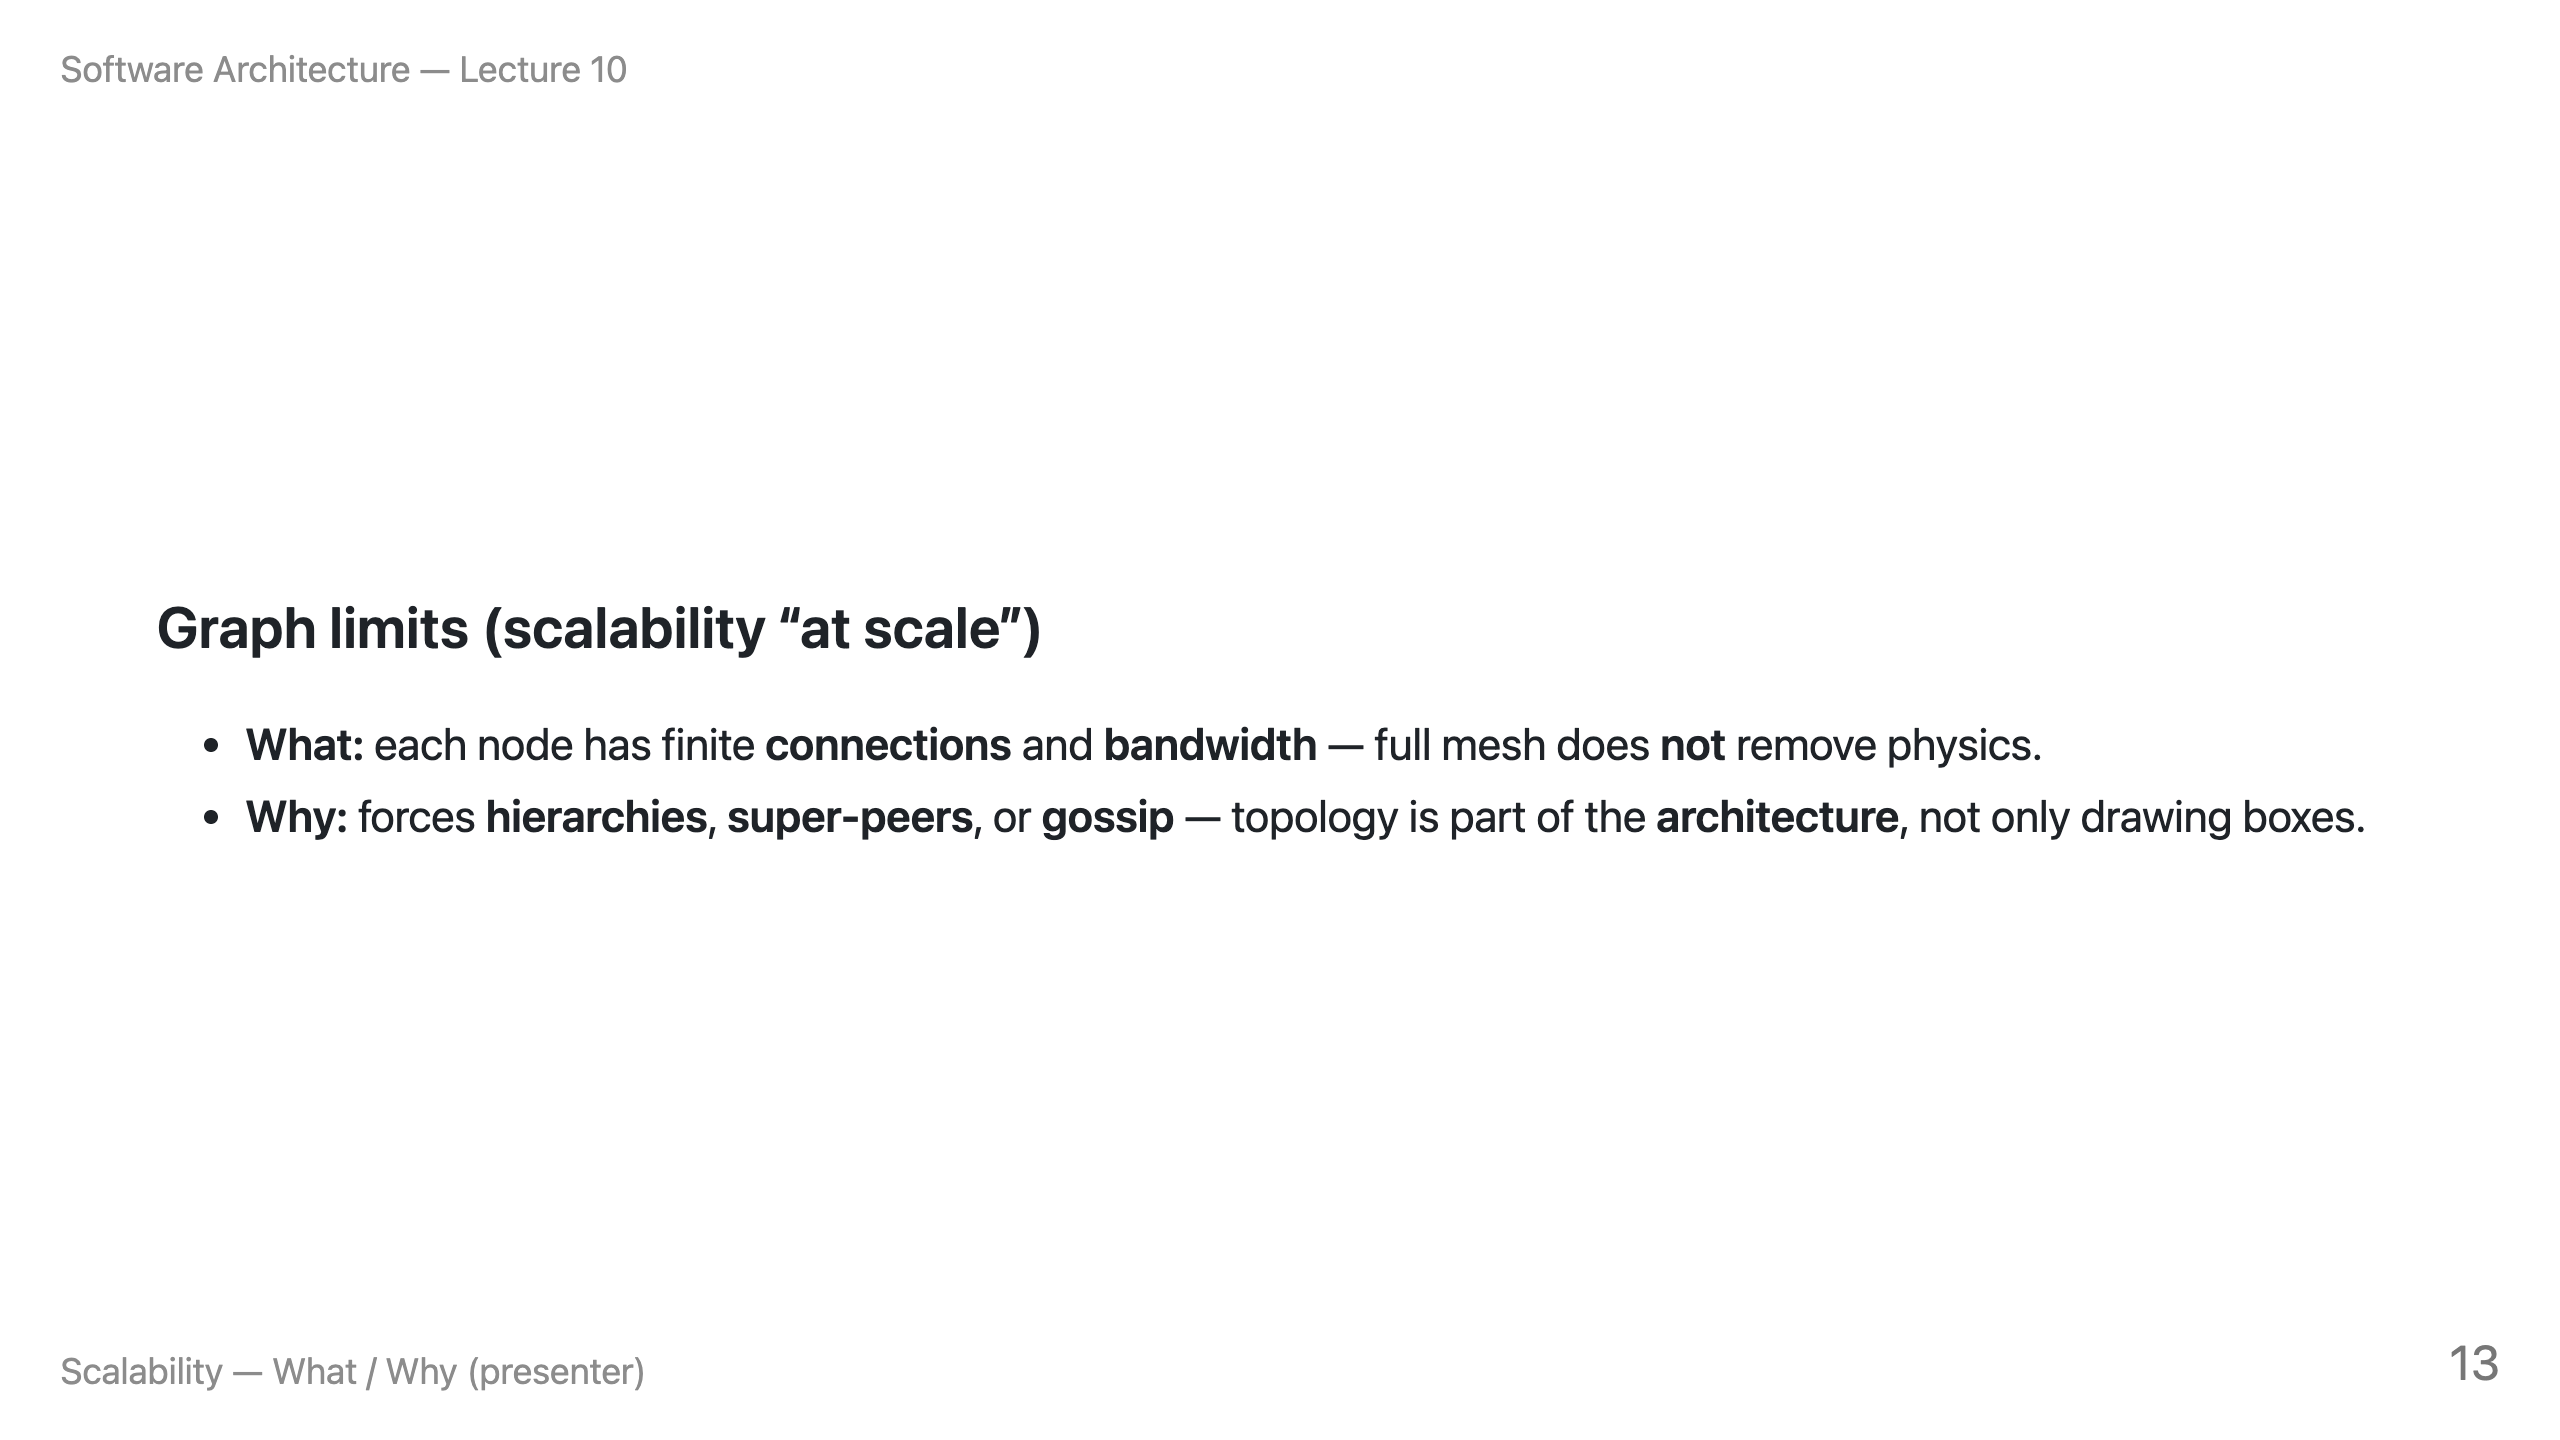 Software Architecture — Lecture 10
Graph limits (scalability “at scale”)
• What: each node has finite connections and bandwidth — full mesh does not remove physics.
• Why: forces hierarchies, super-peers, or gossip — topology is part of the architecture, not only drawing boxes.
Scalability — What / Why (presenter)
13